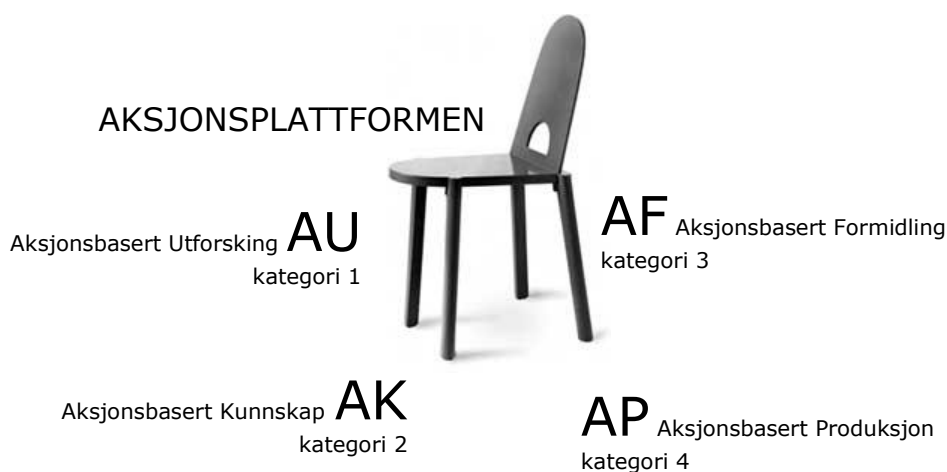 AKSJONSPLATTFORMEN
Aksjonsbasert Utforsking AU
kategori 1
AF Aksjonsbasert Formidling
kategori 3
Aksjonsbasert Kunnskap AK
kategori 2
AP Aksjonsbasert Produksjon
kategori 4